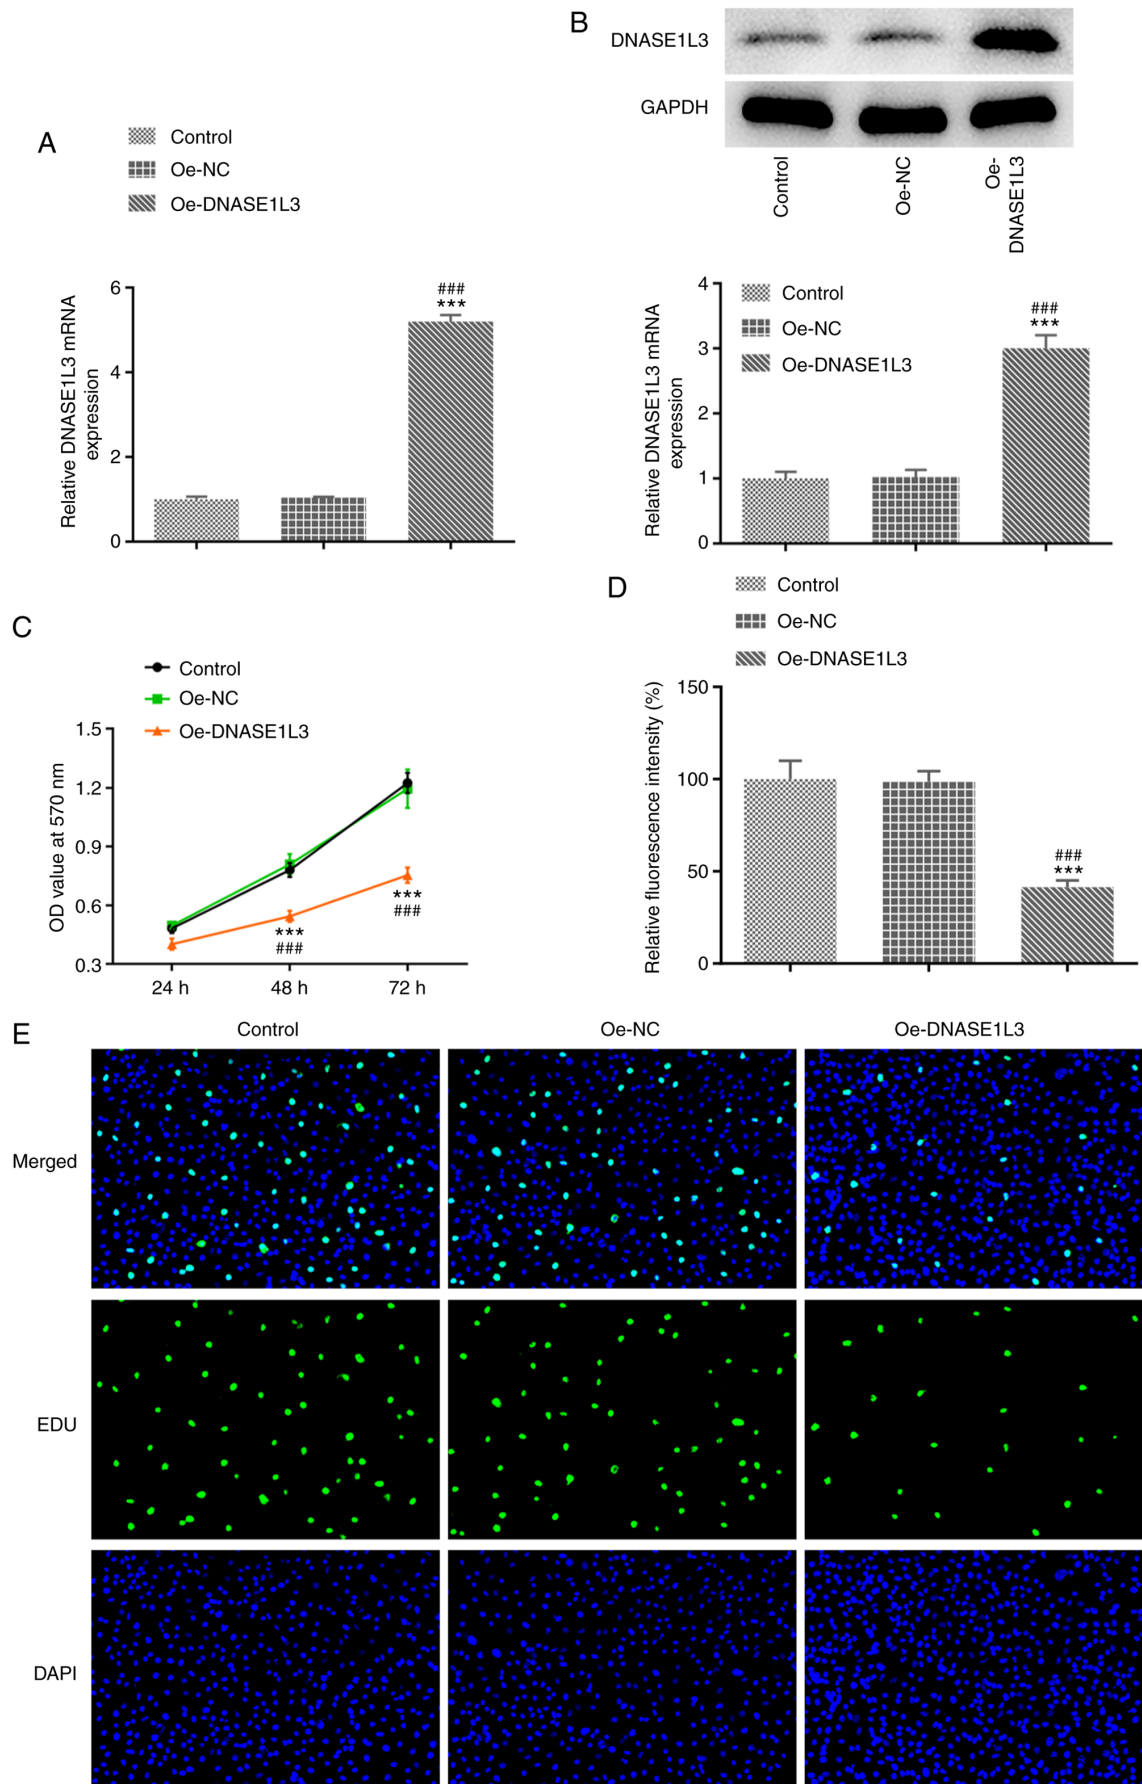 A
Control
Oe-NC
Oe-DNASE1L3
Relative DNASE1L3 mRNA
expression
6
4
2
0
###
***
B
DNASE1L3
GAPDH
Control
Oe-NC
Oe-
DNASE1L3
Relative DNASE1L3 mRNA
expression
4
3
2
1
0
Control
Oe-NC
Oe-DNASE1L3
###
***
C
Control
Oe-NC
Oe-DNASE1L3
OD value at 570 nm
1.5
1.2
0.9
0.6
0.3
***
###
***
###
24 h
48 h
72 h
D
Control
Oe-NC
Oe-DNASE1L3
Relative fluorescence intensity (%)
150
100
50
0
###
***
E
Control
Oe-NC
Oe-DNASE1L3
Merged
EDU
DAPI